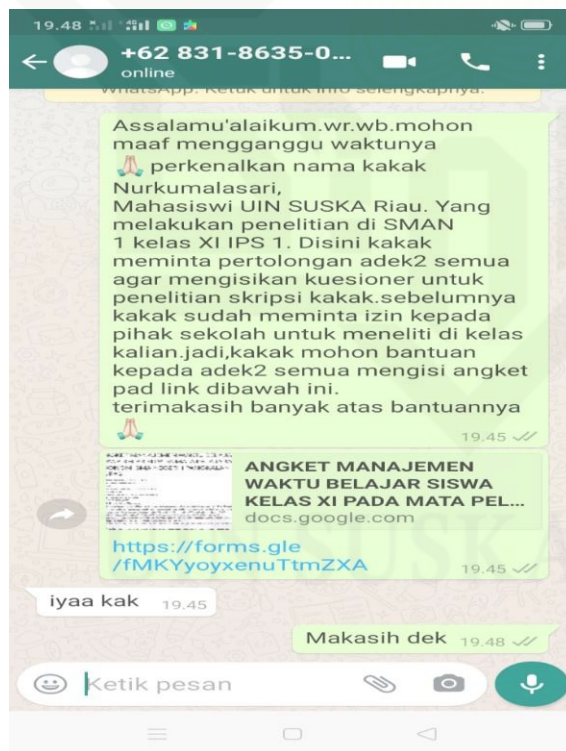 19.48
+62 831-8635-0...
online
WhatsApp. Ketuk untuk info selengkapnya.
Assalamu'alaikum.wr.wb.mohon
maaf mengganggu waktunya
🙏 perkenalkan nama kakak
Nurkumalasari,
Mahasiswi UIN SUSKA Riau. Yang
melakukan penelitian di SMAN
1 kelas XI IPS 1. Disini kakak
meminta pertolongan adek2 semua
agar mengisikan kuesioner untuk
penelitian skripsi kakak.sebelumnya
kakak sudah meminta izin kepada
pihak sekolah untuk meneliti di kelas
kalian.jadi,kakak mohon bantuan
kepada adek2 semua mengisi angket
pad link dibawah ini.
terimakasih banyak atas bantuannya
🙏
19.45
ANGKET MANAJEMEN
WAKTU BELAJAR SISWA
KELAS XI PADA MATA PEL...
docs.google.com
https://forms.gle
/fMKYyoyxenuTtmZXA
19.45
iyaa kak 19.45
Makasih dek 19.48
Ketik pesan